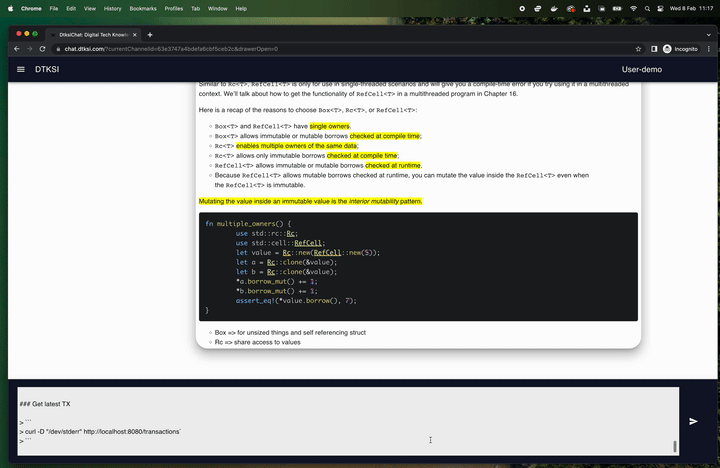 Chrome File Edit View History Bookmarks Profiles Tab Window Help Wed 8 Feb 11:17
DtksiChat: Digital Tech Knowle
chat.dtksi.com/?currentChannelId=63e3747a4bdefa6cbf5ceb2c&drawerOpen=0 Incognito
DTKSI User-demo
Similar to Rc<T>, RefCell<T> is only for use in single-threaded scenarios and will give you a compile-time error if you try using it in a multithreaded
context. We'll talk about how to get the functionality of RefCell<T> in a multithreaded program in Chapter 16.
Here is a recap of the reasons to choose Box<T>, Rc<T>, or RefCell<T>:
Box<T> and RefCell<T> have single owners.
Box<T> allows immutable or mutable borrows checked at compile time;
Rc<T> enables multiple owners of the same data;
Rc<T> allows only immutable borrows checked at compile time;
RefCell<T> allows immutable or mutable borrows checked at runtime.
Because RefCell<T> allows mutable borrows checked at runtime, you can mutate the value inside the RefCell<T> even when
the RefCell<T> is immutable.
Mutating the value inside an immutable value is the interior mutability pattern.
fn multiple_owners() {
use std::rc::Rc;
use std::cell::RefCell;
let value = Rc::new(RefCell::new(5));
let a = Rc::clone(&value);
let b = Rc::clone(&value);
*a.borrow_mut() += 1;
*b.borrow_mut() += 1;
assert_eq!(*value.borrow(), 7);
}
Box => for unsized things and self referencing struct
Rc => share access to values
### Get latest TX
> ```
> curl -D "/dev/stderr" http://localhost:8080/transactions`
> ```